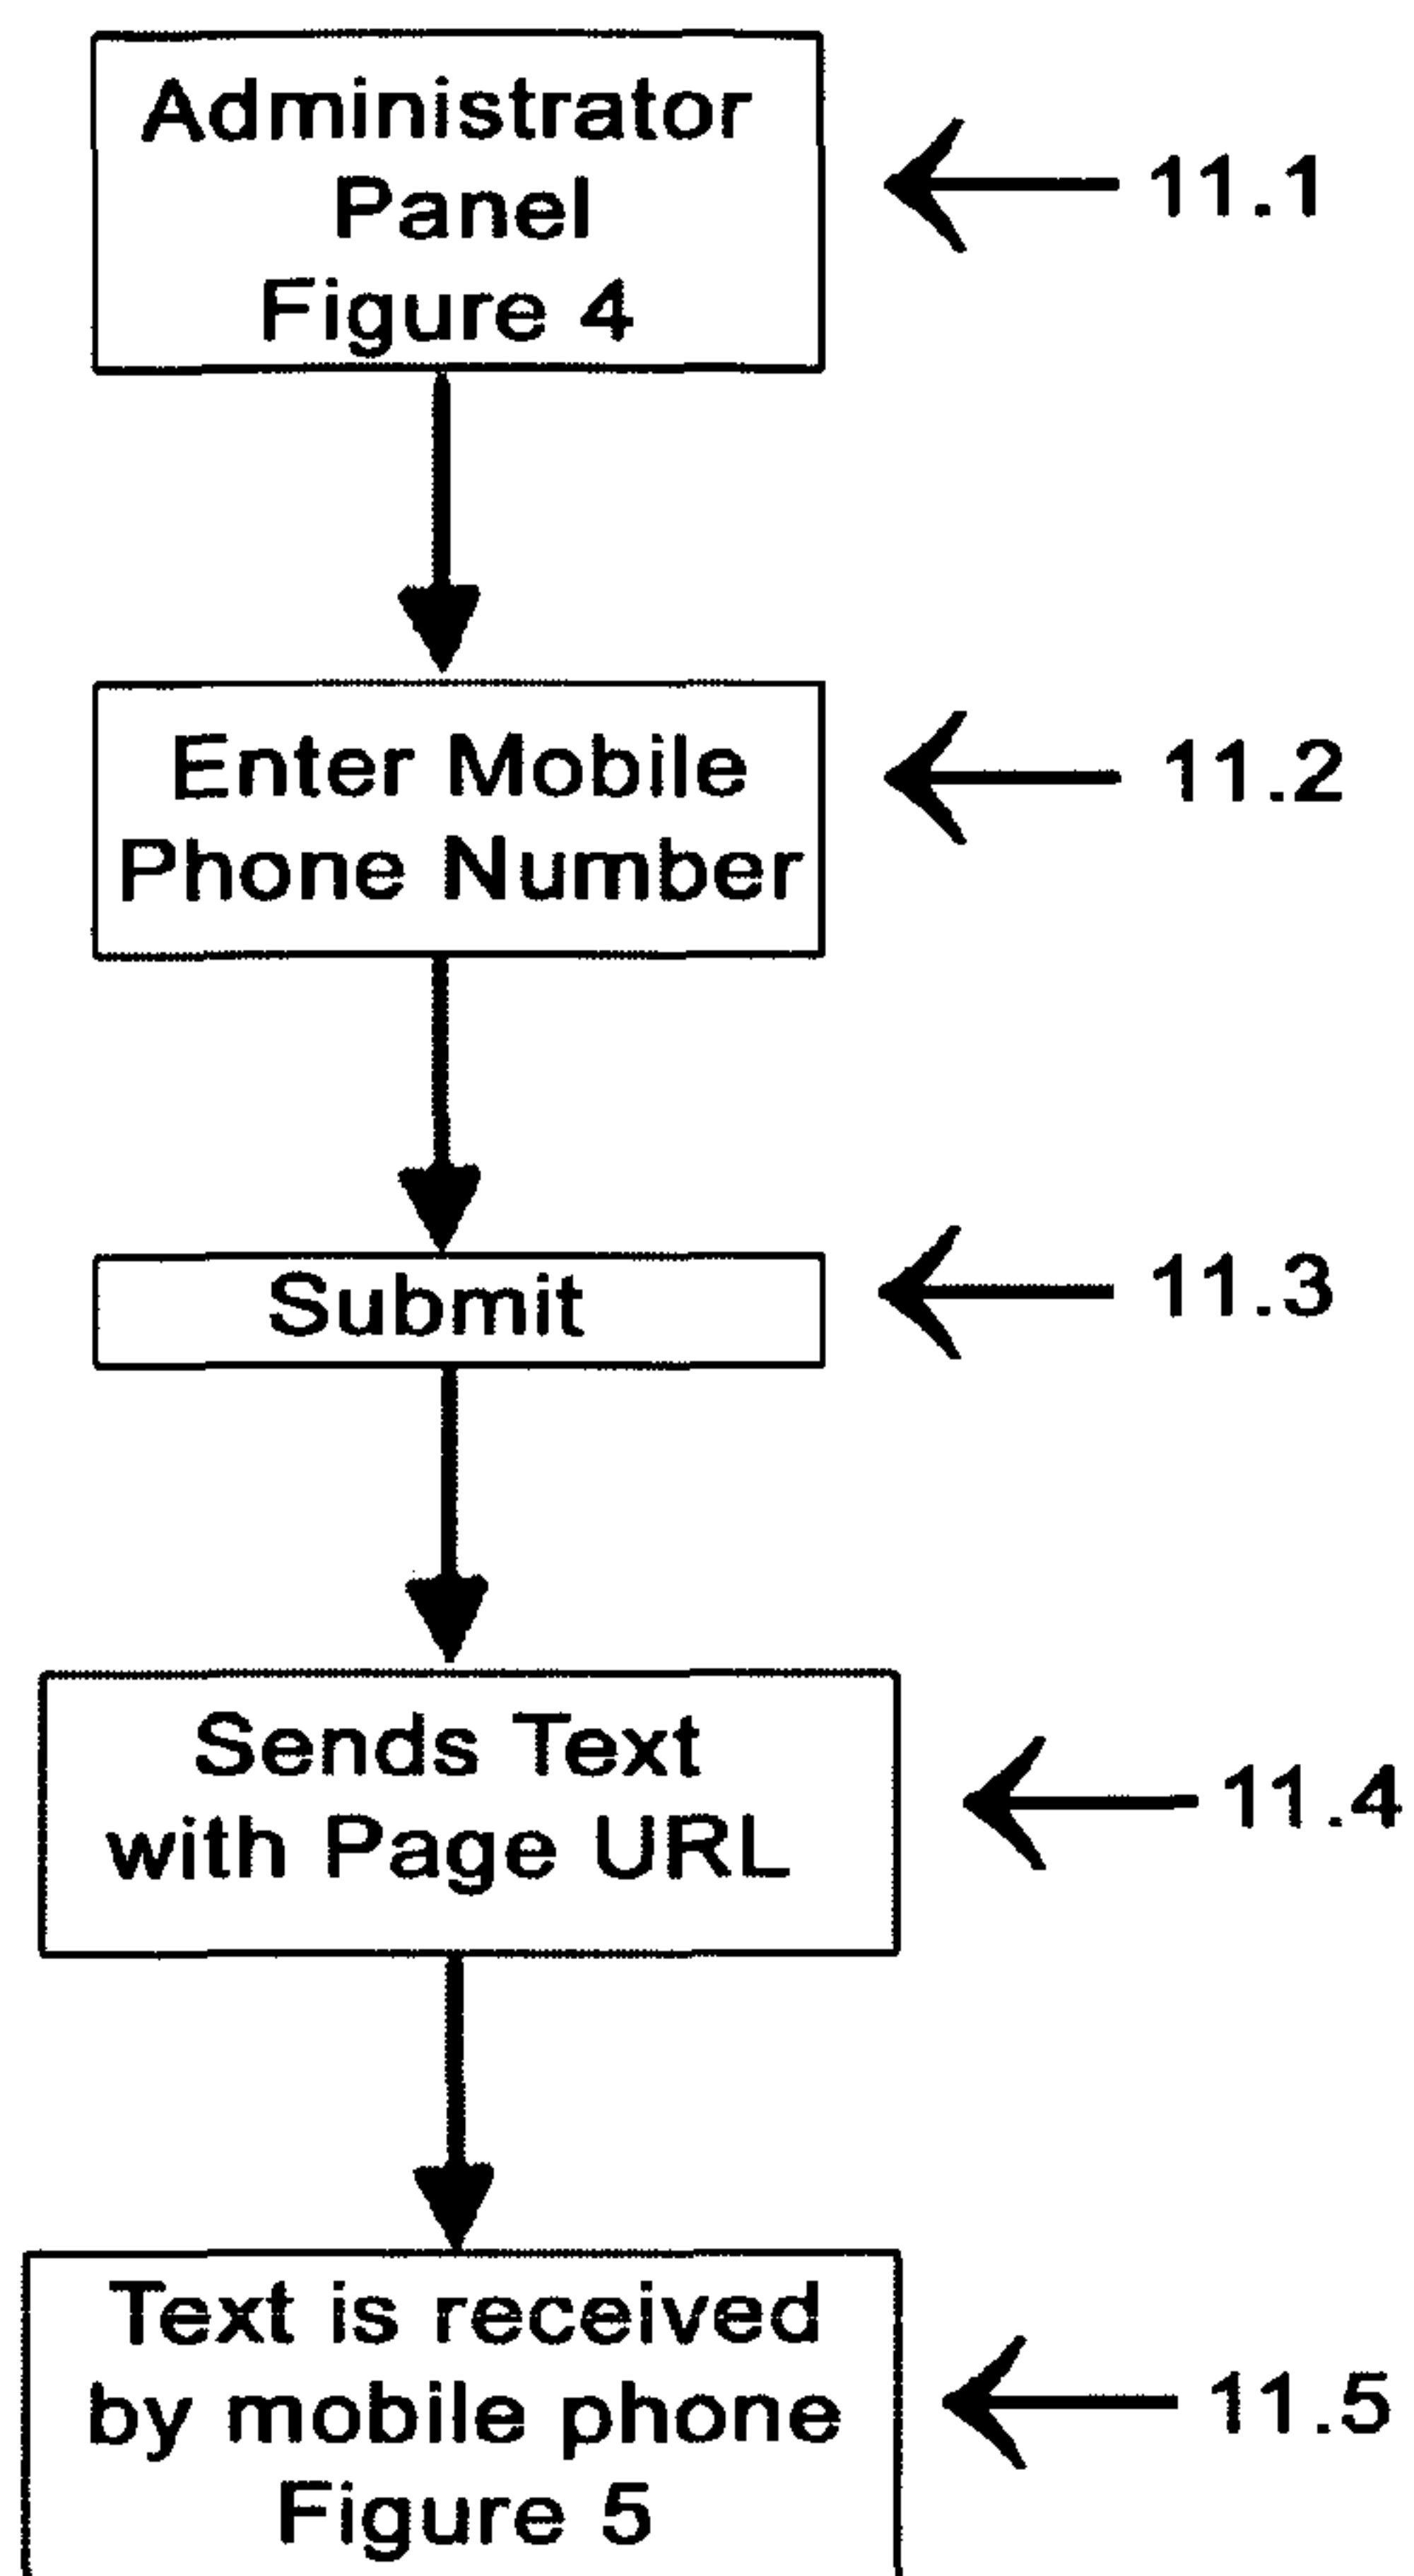 Administrator
Panel
Figure 4
11.1
Enter Mobile
Phone Number
11.2
Submit
11.3
Sends Text
with Page URL
11.4
Text is received
by mobile phone
Figure 5
11.5